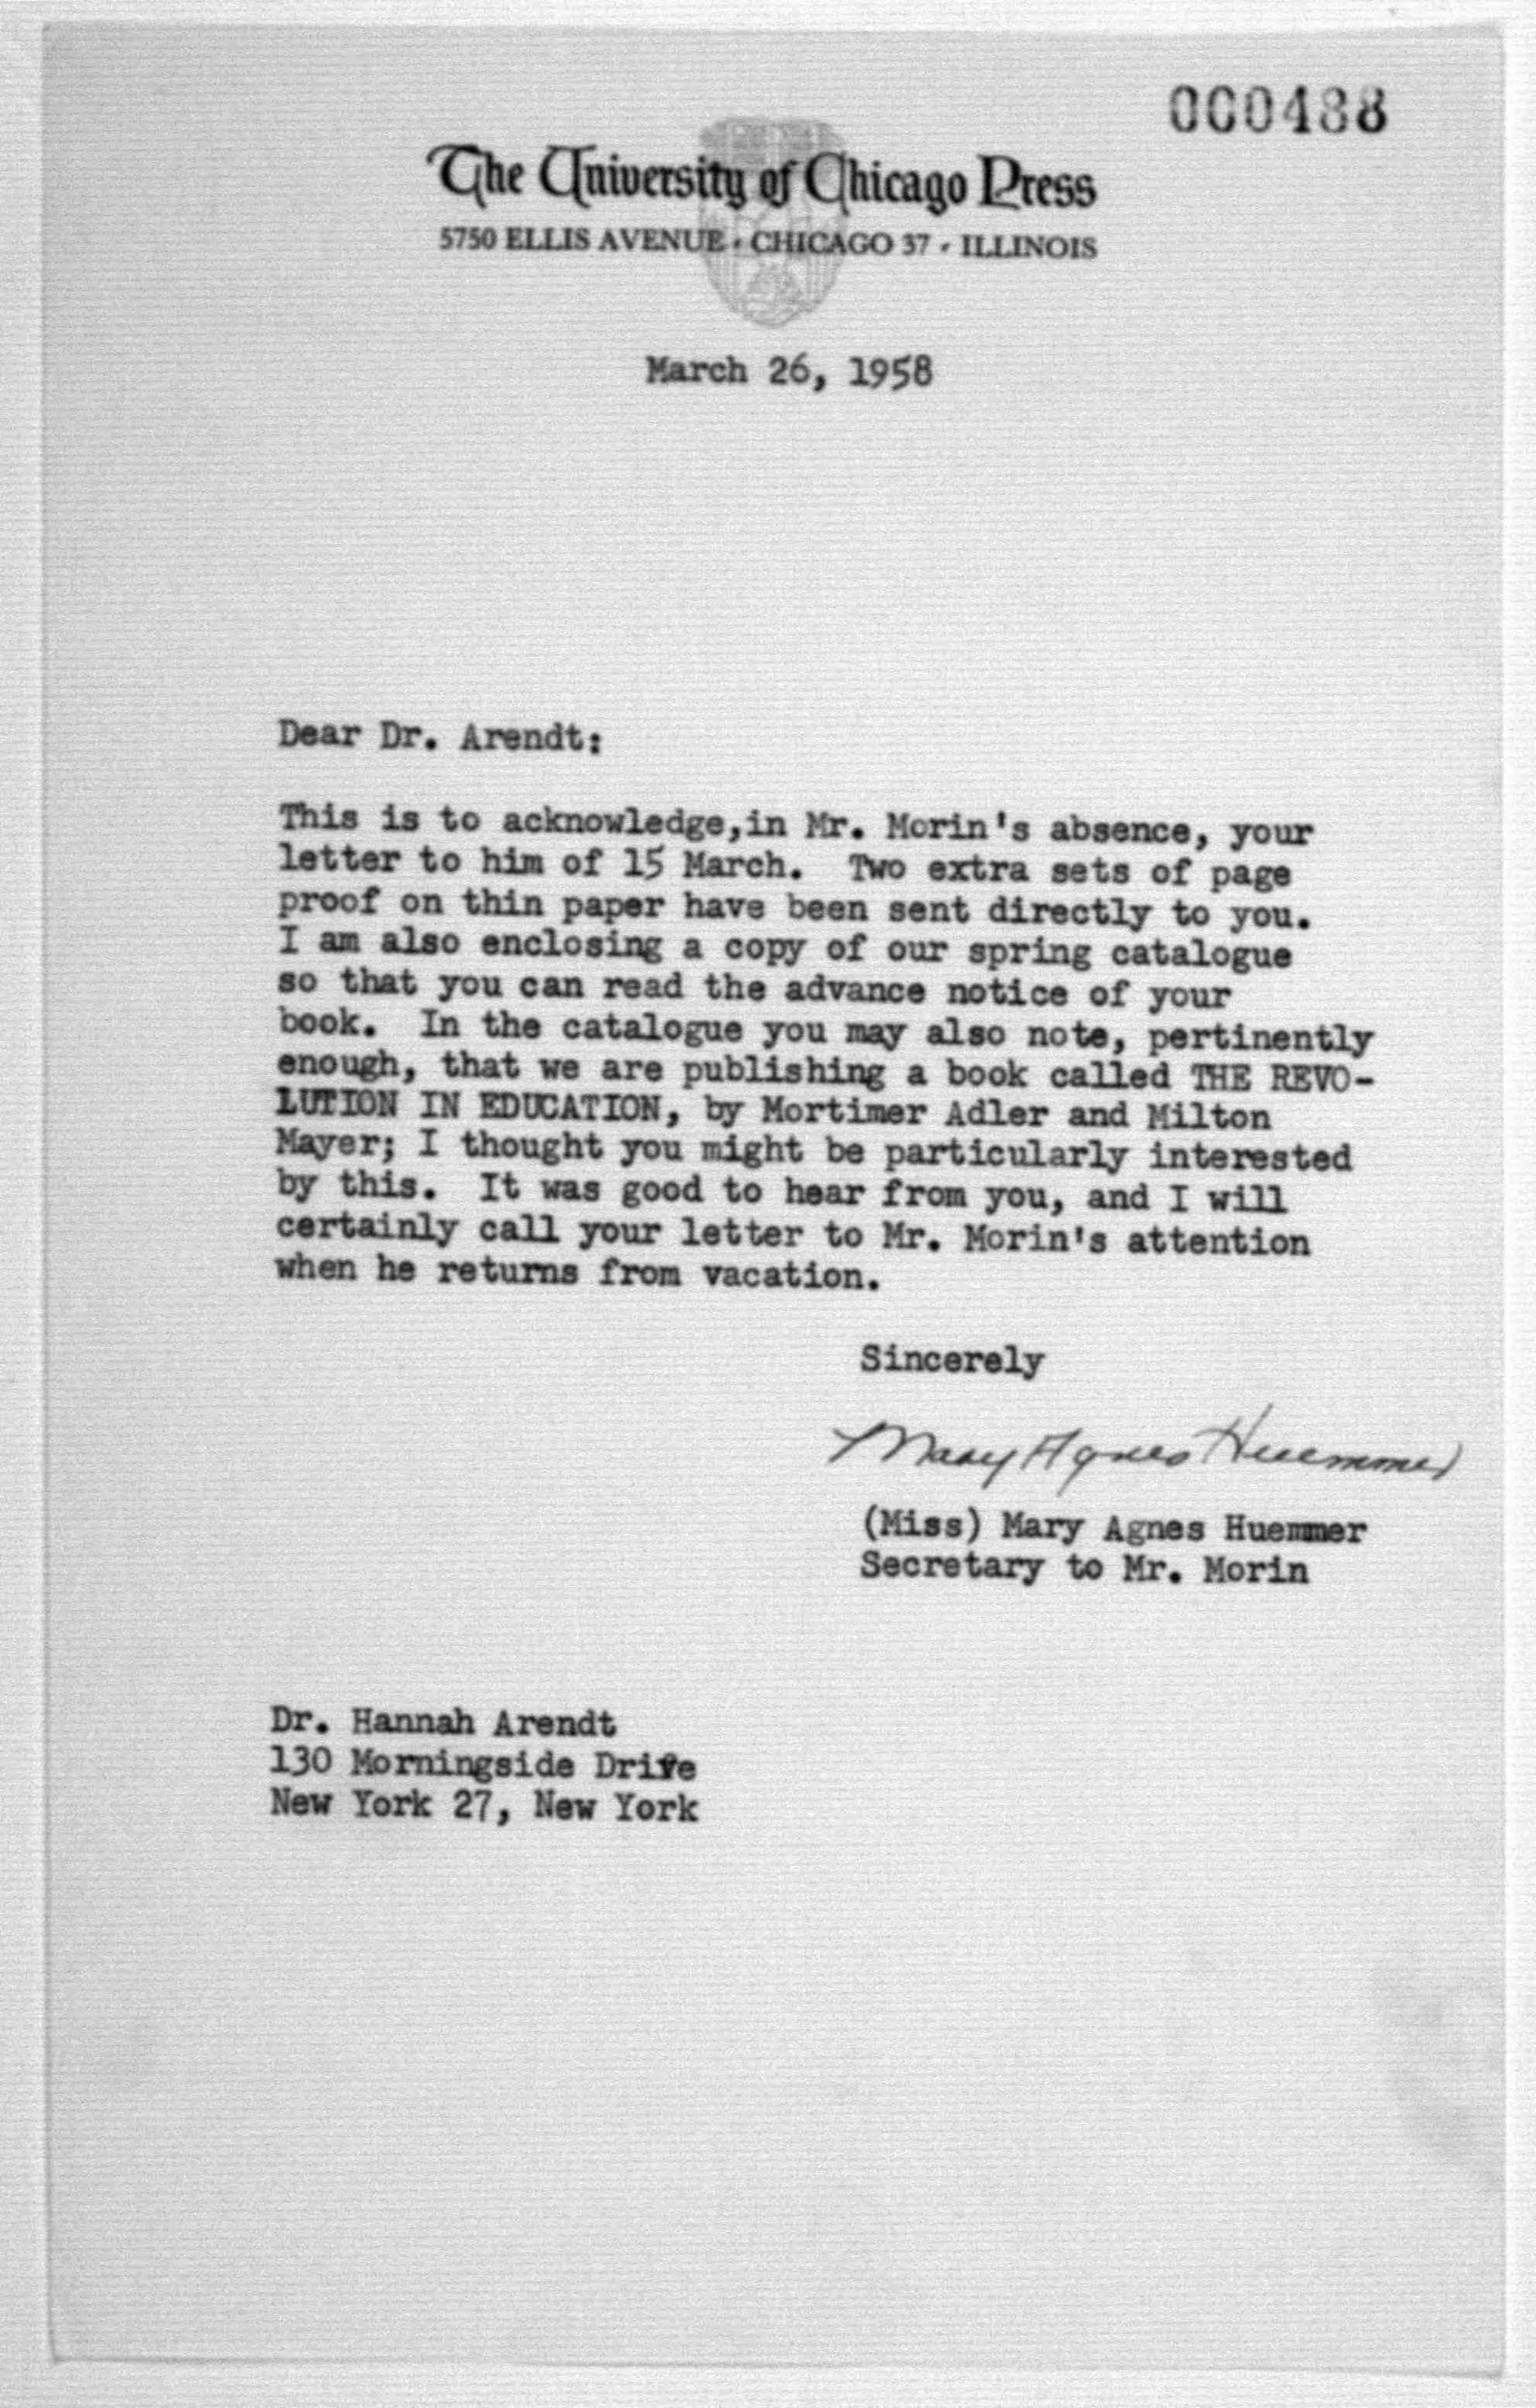 000488
The University of Chicago Press
5750 ELLIS AVENUE · CHICAGO 37 · ILLINOIS
March 26, 1958
Dear Dr. Arendt:
This is to acknowledge,in Mr. Morin's absence, your
letter to him of 15 March. Two extra sets of page
proof on thin paper have been sent directly to you.
I am also enclosing a copy of our spring catalogue
so that you can read the advance notice of your
book. In the catalogue you may also note, pertinently
enough, that we are publishing a book called THE REVO-
LUTION IN EDUCATION, by Mortimer Adler and Milton
Mayer; I thought you might be particularly interested
by this. It was good to hear from you, and I will
certainly call your letter to Mr. Morin's attention
when he returns from vacation.
Sincerely
Mary Agnes Huemmer
(Miss) Mary Agnes Huemmer
Secretary to Mr. Morin
Dr. Hannah Arendt
130 Morningside Drive
New York 27, New York